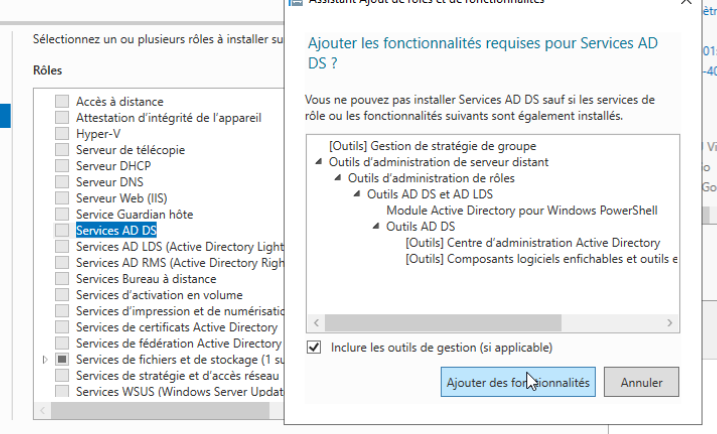 Assistant Ajout de rôles et de fonctionnalités
Sélectionnez un ou plusieurs rôles à installer su
Rôles
Accès à distance
Attestation d'intégrité de l'appareil
Hyper-V
Serveur de télécopie
Serveur DHCP
Serveur DNS
Serveur Web (IIS)
Service Guardian hôte
Services AD DS
Services AD LDS (Active Directory Light
Services AD RMS (Active Directory Righ
Services Bureau à distance
Services d'activation en volume
Services d'impression et de numérisatio
Services de certificats Active Directory
Services de fédération Active Directory
Services de fichiers et de stockage (1 su
Services de stratégie et d'accès réseau
Services WSUS (Windows Server Updat
Ajouter les fonctionnalités requises pour Services AD
DS ?
Vous ne pouvez pas installer Services AD DS sauf si les services de
rôle ou les fonctionnalités suivants sont également installés.
[Outils] Gestion de stratégie de groupe
Outils d'administration de serveur distant
Outils d'administration de rôles
Outils AD DS et AD LDS
Module Active Directory pour Windows PowerShell
Outils AD DS
[Outils] Centre d'administration Active Directory
[Outils] Composants logiciels enfichables et outils e
Inclure les outils de gestion (si applicable)
Ajouter des fonctionnalités
Annuler